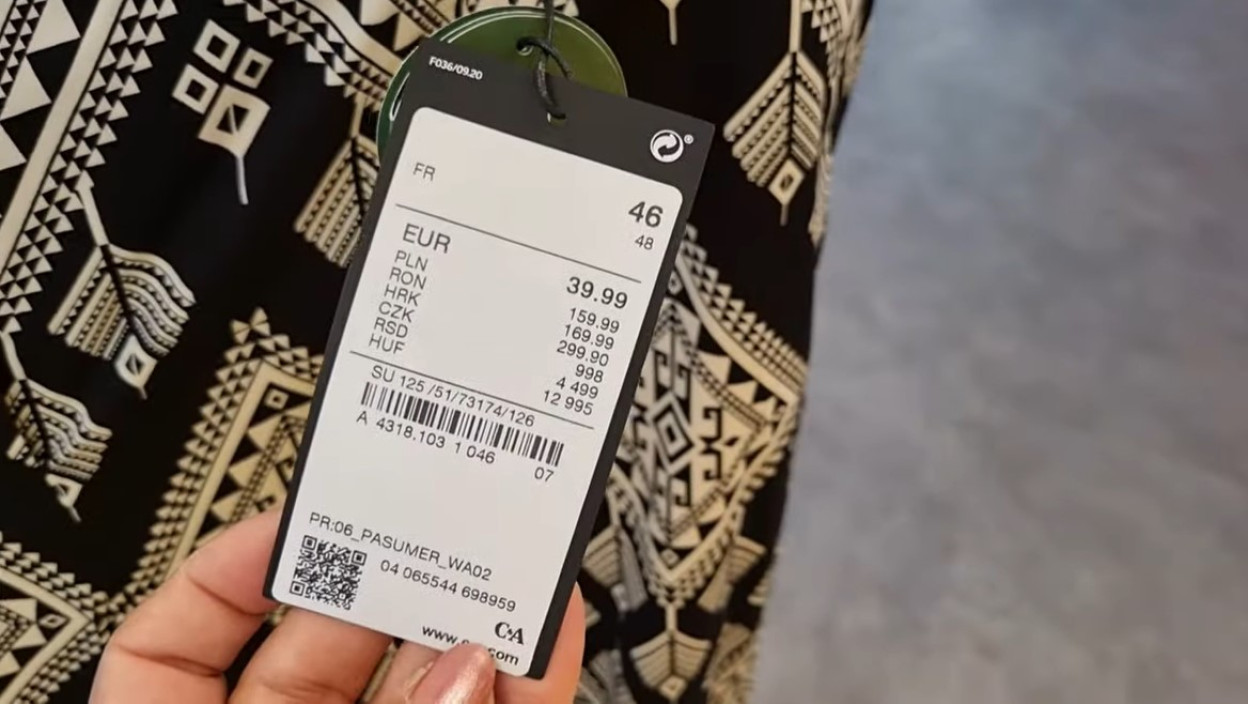 F036/09.20
®
FR 46
48
EUR 39.99
PLN 159.99
RON 169.99
HRK 299.90
CZK 998
RSD 4 499
HUF 12 995
SU 125 /51/73174/126
A 4318.103 1 046 07
PR:06_PASUMER_WA02
04 065544 698959
C&A
www. com